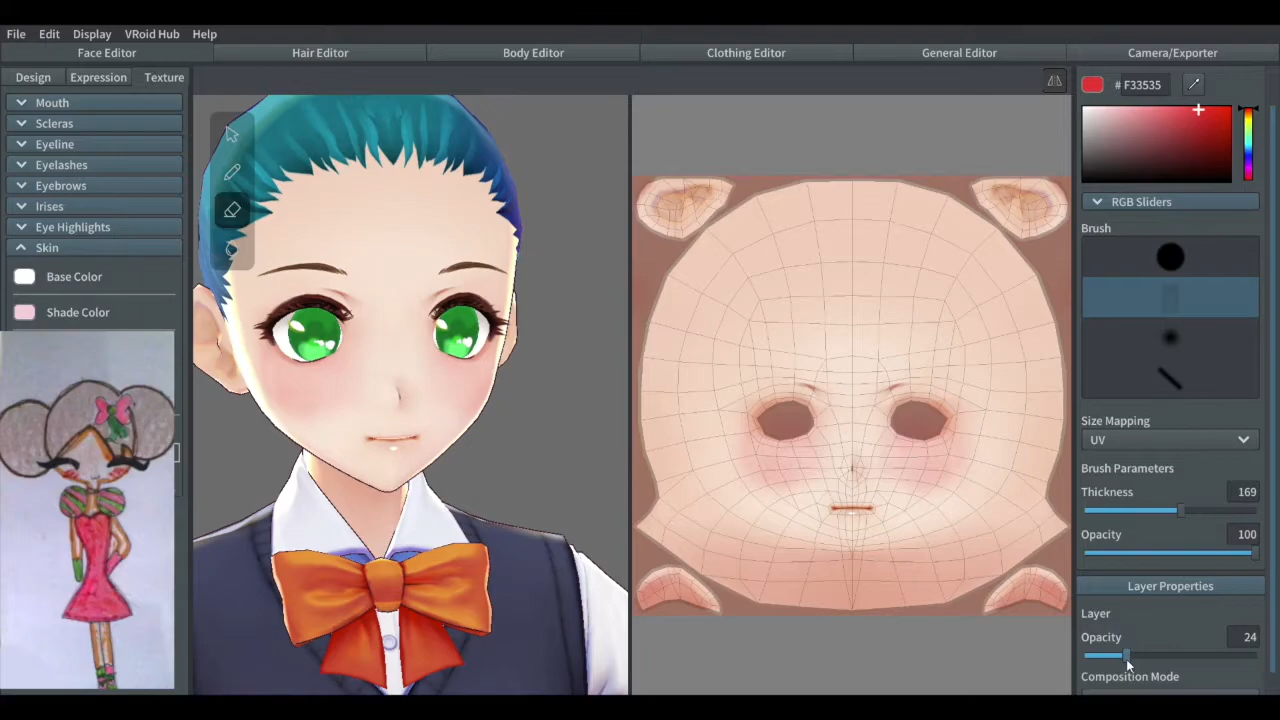 File Edit Display VRoid Hub Help
Face Editor Hair Editor Body Editor Clothing Editor General Editor Camera/Exporter
Design Expression Texture
Mouth
Scleras
Eyeline
Eyelashes
Eyebrows
Irises
Eye Highlights
Skin
Base Color
Shade Color
# F33535
RGB Sliders
Brush
Size Mapping
UV
Brush Parameters
Thickness 169
Opacity 100
Layer Properties
Layer
Opacity 24
Composition Mode